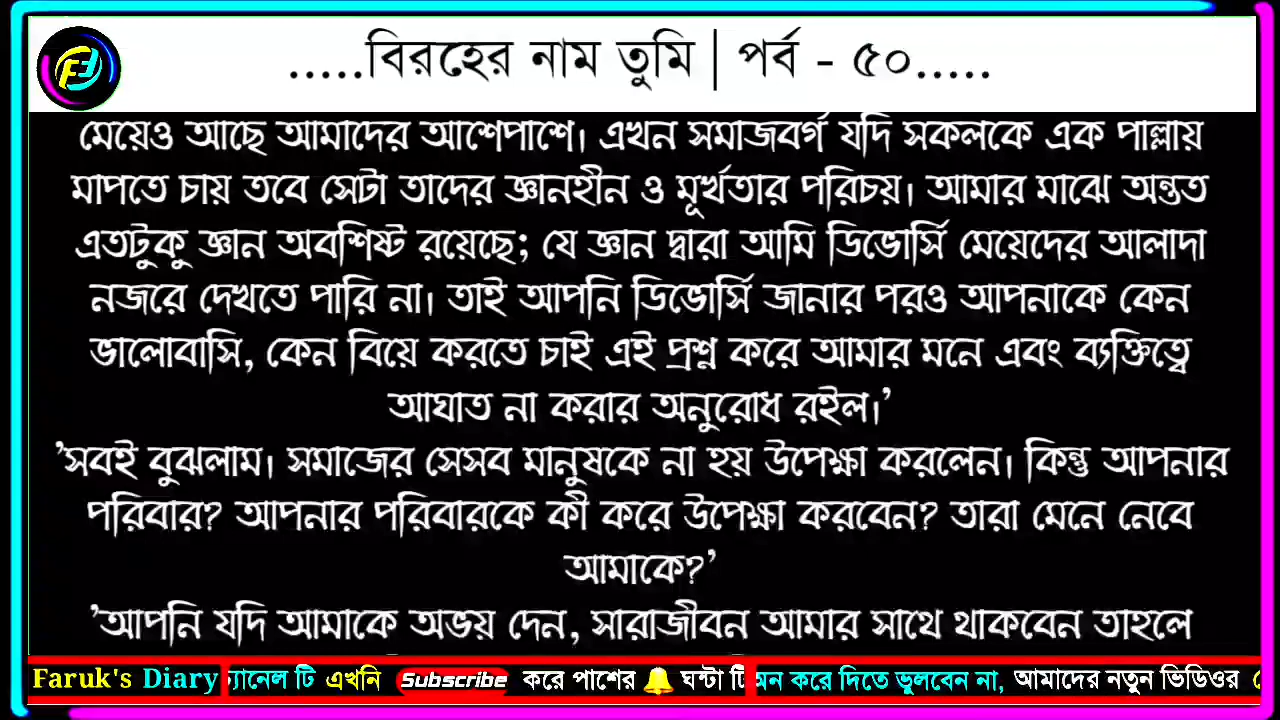 .....বিরহের নাম তুমি | পর্ব - ৫০.....
মেয়েও আছে আমাদের আশেপাশে। এখন সমাজবর্গ যদি সকলকে এক পাল্লায়
মাপতে চায় তবে সেটা তাদের জ্ঞানহীন ও মূর্খতার পরিচয়। আমার মাঝে অন্তত
এতটুকু জ্ঞান অবশিষ্ট রয়েছে; যে জ্ঞান দ্বারা আমি ডিভোর্সি মেয়েদের আলাদা
নজরে দেখতে পারি না। তাই আপনি ডিভোর্সি জানার পরও আপনাকে কেন
ভালোবাসি, কেন বিয়ে করতে চাই এই প্রশ্ন করে আমার মনে এবং ব্যক্তিত্বে
আঘাত না করার অনুরোধ রইল।’
’সবই বুঝলাম। সমাজের সেসব মানুষকে না হয় উপেক্ষা করলেন। কিন্তু আপনার
পরিবার? আপনার পরিবারকে কী করে উপেক্ষা করবেন? তারা মেনে নেবে
আমাকে?’
’আপনি যদি আমাকে অভয় দেন, সারাজীবন আমার সাথে থাকবেন তাহলে
Faruk's Diary চ্যানেল টি এখনি Subscribe করে পাশের 🔔 ঘন্টা টি অন করে দিতে ভুলবেন না, আমাদের নতুন ভিডিওর